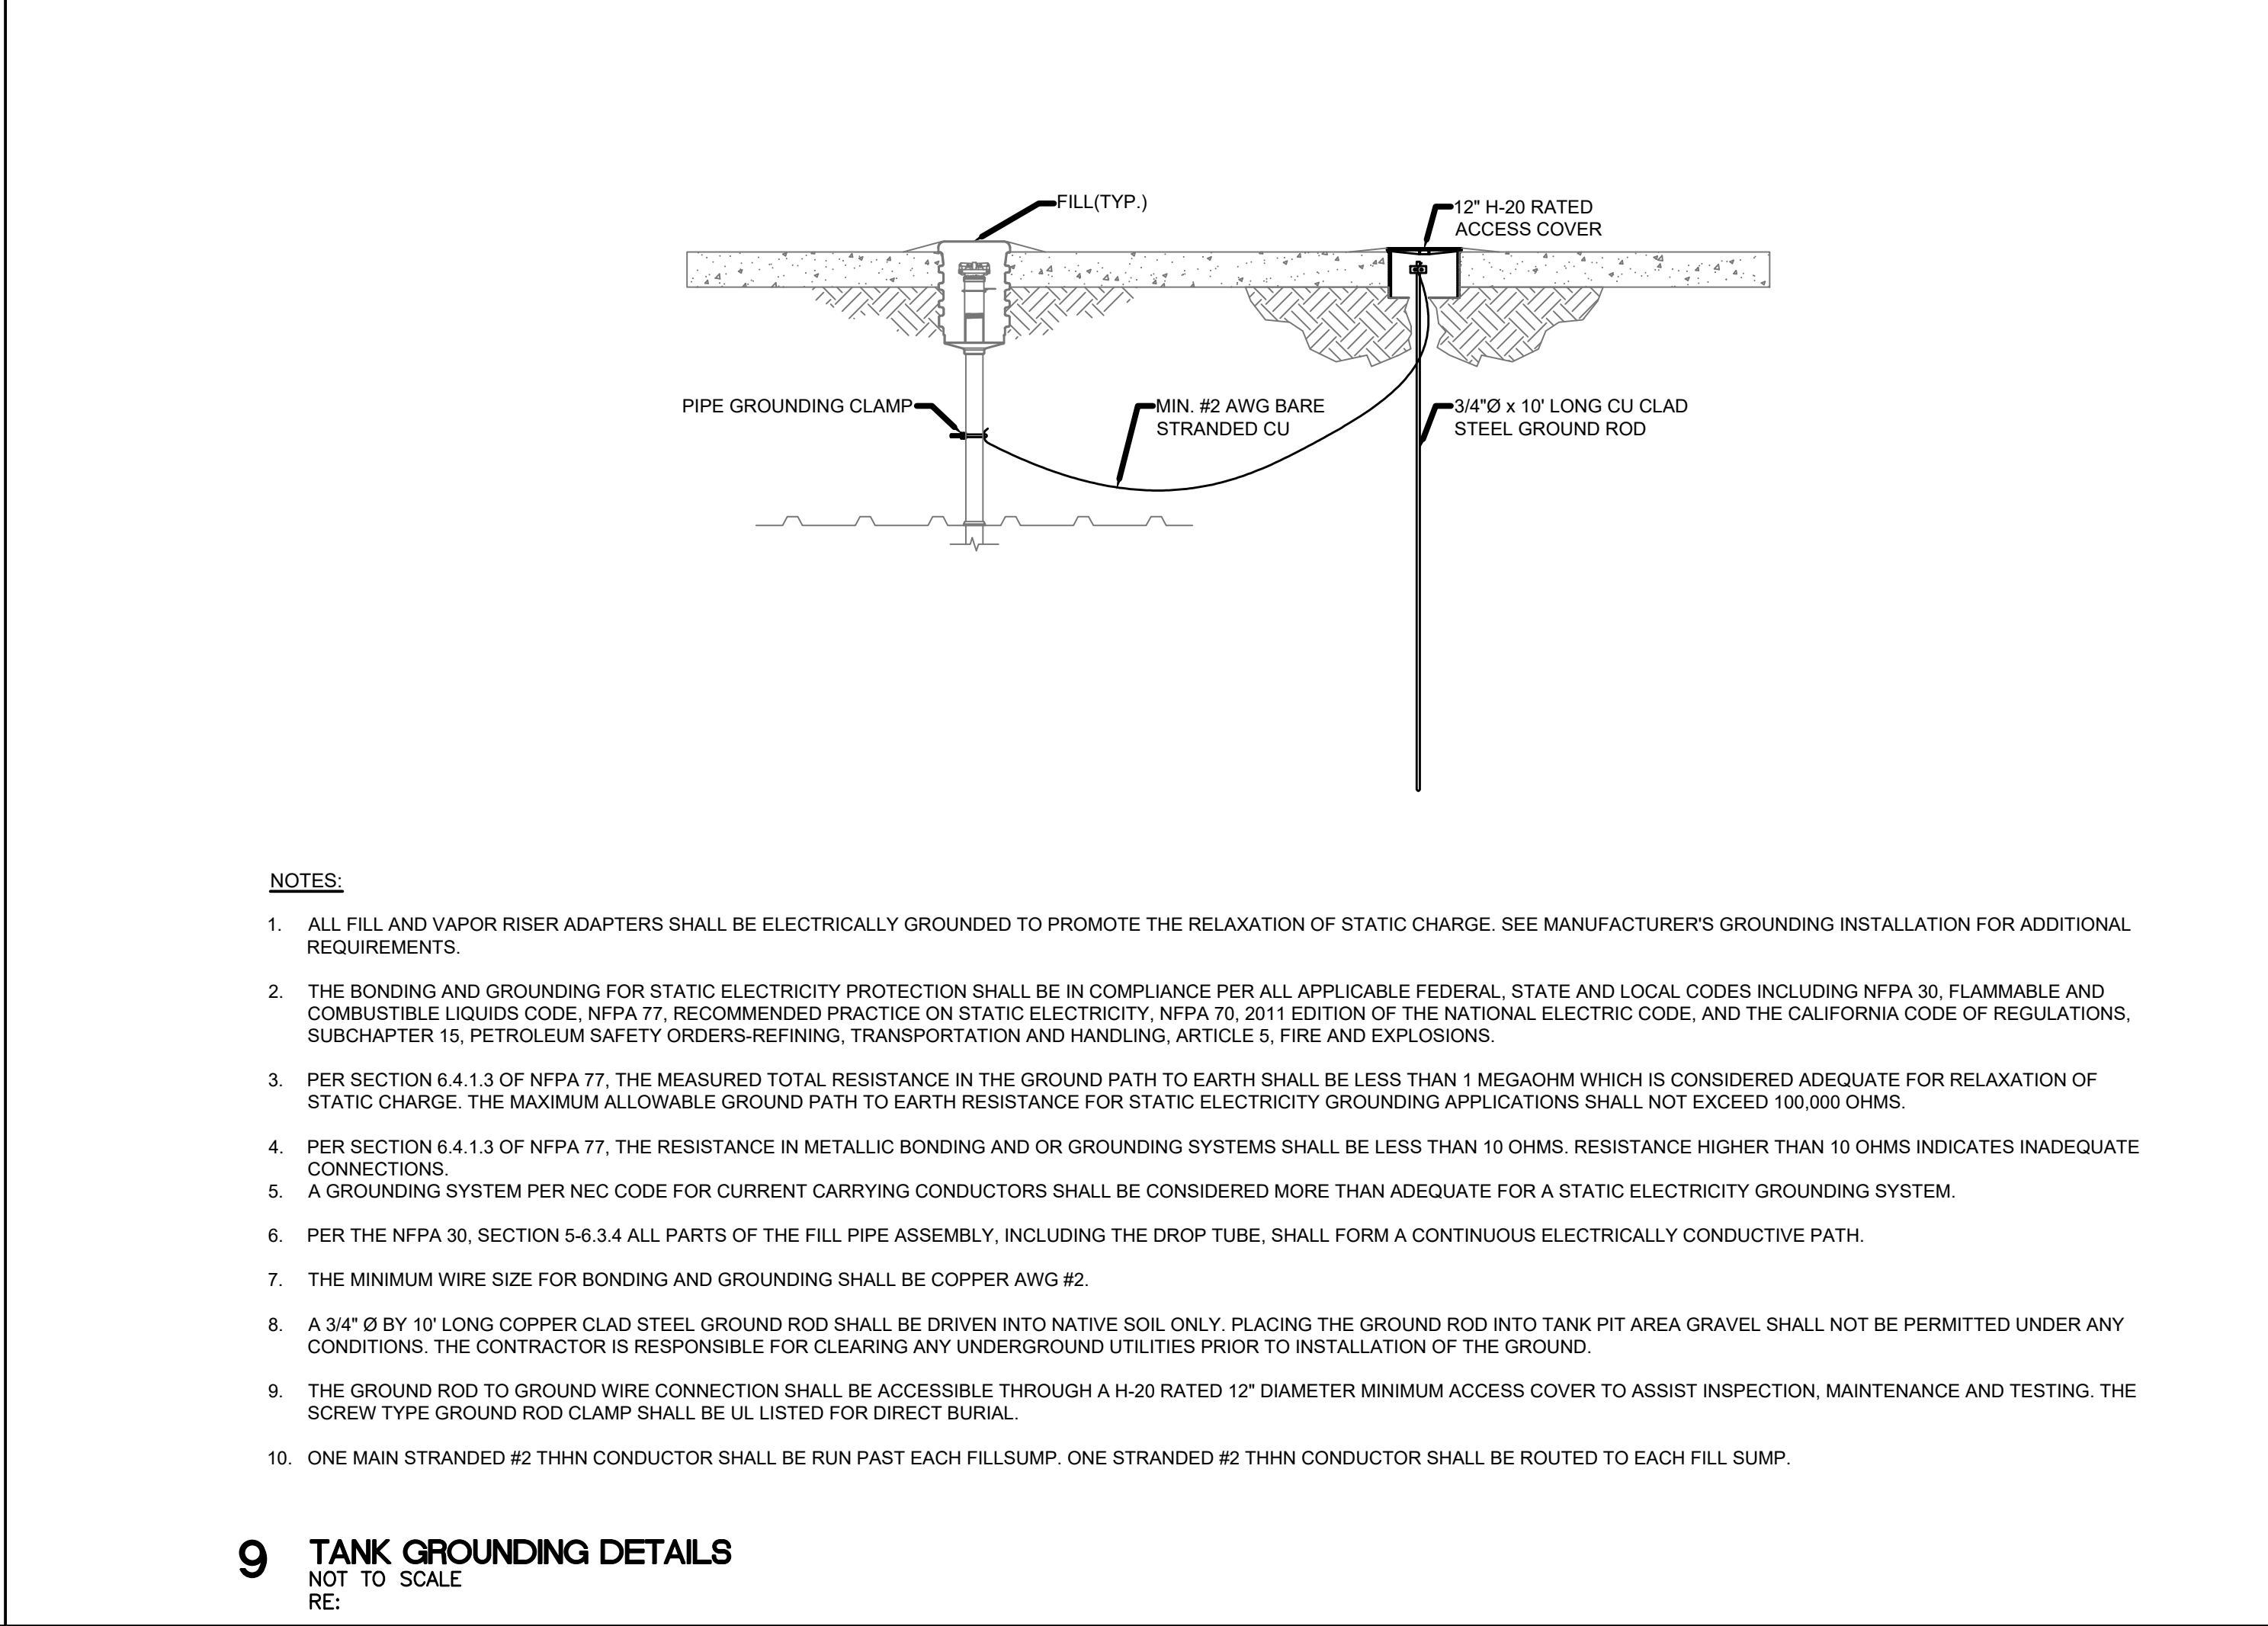 FILL(TYP.)
12" H-20 RATED
ACCESS COVER
PIPE GROUNDING CLAMP
MIN. #2 AWG BARE
STRANDED CU
3/4"Ø x 10' LONG CU CLAD
STEEL GROUND ROD
NOTES:
1. ALL FILL AND VAPOR RISER ADAPTERS SHALL BE ELECTRICALLY GROUNDED TO PROMOTE THE RELAXATION OF STATIC CHARGE. SEE MANUFACTURER'S GROUNDING INSTALLATION FOR ADDITIONAL
REQUIREMENTS.
2. THE BONDING AND GROUNDING FOR STATIC ELECTRICITY PROTECTION SHALL BE IN COMPLIANCE PER ALL APPLICABLE FEDERAL, STATE AND LOCAL CODES INCLUDING NFPA 30, FLAMMABLE AND
COMBUSTIBLE LIQUIDS CODE, NFPA 77, RECOMMENDED PRACTICE ON STATIC ELECTRICITY, NFPA 70, 2011 EDITION OF THE NATIONAL ELECTRIC CODE, AND THE CALIFORNIA CODE OF REGULATIONS,
SUBCHAPTER 15, PETROLEUM SAFETY ORDERS-REFINING, TRANSPORTATION AND HANDLING, ARTICLE 5, FIRE AND EXPLOSIONS.
3. PER SECTION 6.4.1.3 OF NFPA 77, THE MEASURED TOTAL RESISTANCE IN THE GROUND PATH TO EARTH SHALL BE LESS THAN 1 MEGAOHM WHICH IS CONSIDERED ADEQUATE FOR RELAXATION OF
STATIC CHARGE. THE MAXIMUM ALLOWABLE GROUND PATH TO EARTH RESISTANCE FOR STATIC ELECTRICITY GROUNDING APPLICATIONS SHALL NOT EXCEED 100,000 OHMS.
4. PER SECTION 6.4.1.3 OF NFPA 77, THE RESISTANCE IN METALLIC BONDING AND OR GROUNDING SYSTEMS SHALL BE LESS THAN 10 OHMS. RESISTANCE HIGHER THAN 10 OHMS INDICATES INADEQUATE
CONNECTIONS.
5. A GROUNDING SYSTEM PER NEC CODE FOR CURRENT CARRYING CONDUCTORS SHALL BE CONSIDERED MORE THAN ADEQUATE FOR A STATIC ELECTRICITY GROUNDING SYSTEM.
6. PER THE NFPA 30, SECTION 5-6.3.4 ALL PARTS OF THE FILL PIPE ASSEMBLY, INCLUDING THE DROP TUBE, SHALL FORM A CONTINUOUS ELECTRICALLY CONDUCTIVE PATH.
7. THE MINIMUM WIRE SIZE FOR BONDING AND GROUNDING SHALL BE COPPER AWG #2.
8. A 3/4" Ø BY 10' LONG COPPER CLAD STEEL GROUND ROD SHALL BE DRIVEN INTO NATIVE SOIL ONLY. PLACING THE GROUND ROD INTO TANK PIT AREA GRAVEL SHALL NOT BE PERMITTED UNDER ANY
CONDITIONS. THE CONTRACTOR IS RESPONSIBLE FOR CLEARING ANY UNDERGROUND UTILITIES PRIOR TO INSTALLATION OF THE GROUND.
9. THE GROUND ROD TO GROUND WIRE CONNECTION SHALL BE ACCESSIBLE THROUGH A H-20 RATED 12" DIAMETER MINIMUM ACCESS COVER TO ASSIST INSPECTION, MAINTENANCE AND TESTING. THE
SCREW TYPE GROUND ROD CLAMP SHALL BE UL LISTED FOR DIRECT BURIAL.
10. ONE MAIN STRANDED #2 THHN CONDUCTOR SHALL BE RUN PAST EACH FILLSUMP. ONE STRANDED #2 THHN CONDUCTOR SHALL BE ROUTED TO EACH FILL SUMP.
9 TANK GROUNDING DETAILS
NOT TO SCALE
RE: